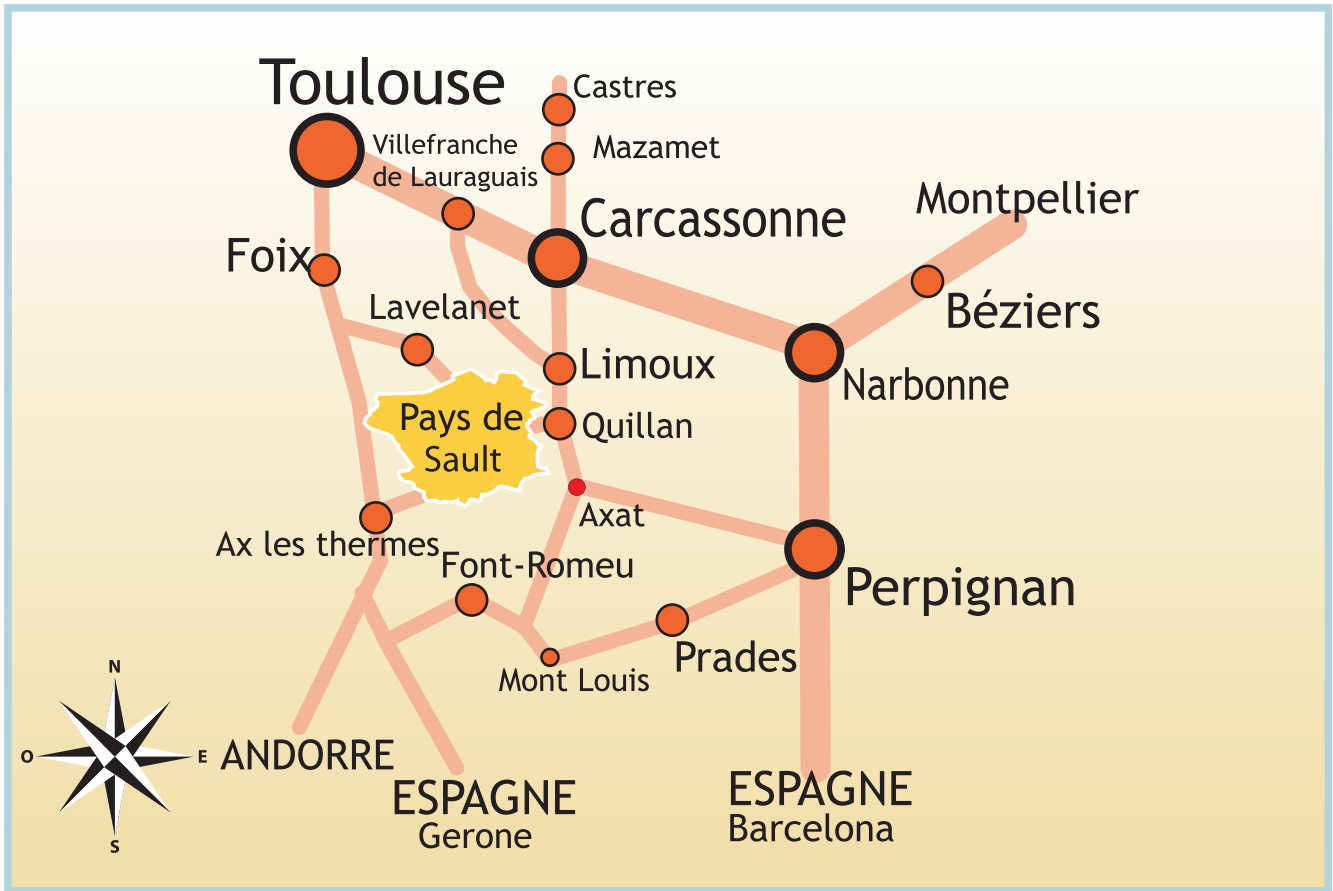 Toulouse
Castres
Villefranche
de Lauraguais
Mazamet
Carcassonne
Montpellier
Foix
Lavelanet
Béziers
Limoux
Narbonne
Pays de
Sault
Quillan
Axat
Ax les thermes
Font-Romeu
Perpignan
Prades
Mont Louis
N
O
E
S
ANDORRE
ESPAGNE
Gerone
ESPAGNE
Barcelona